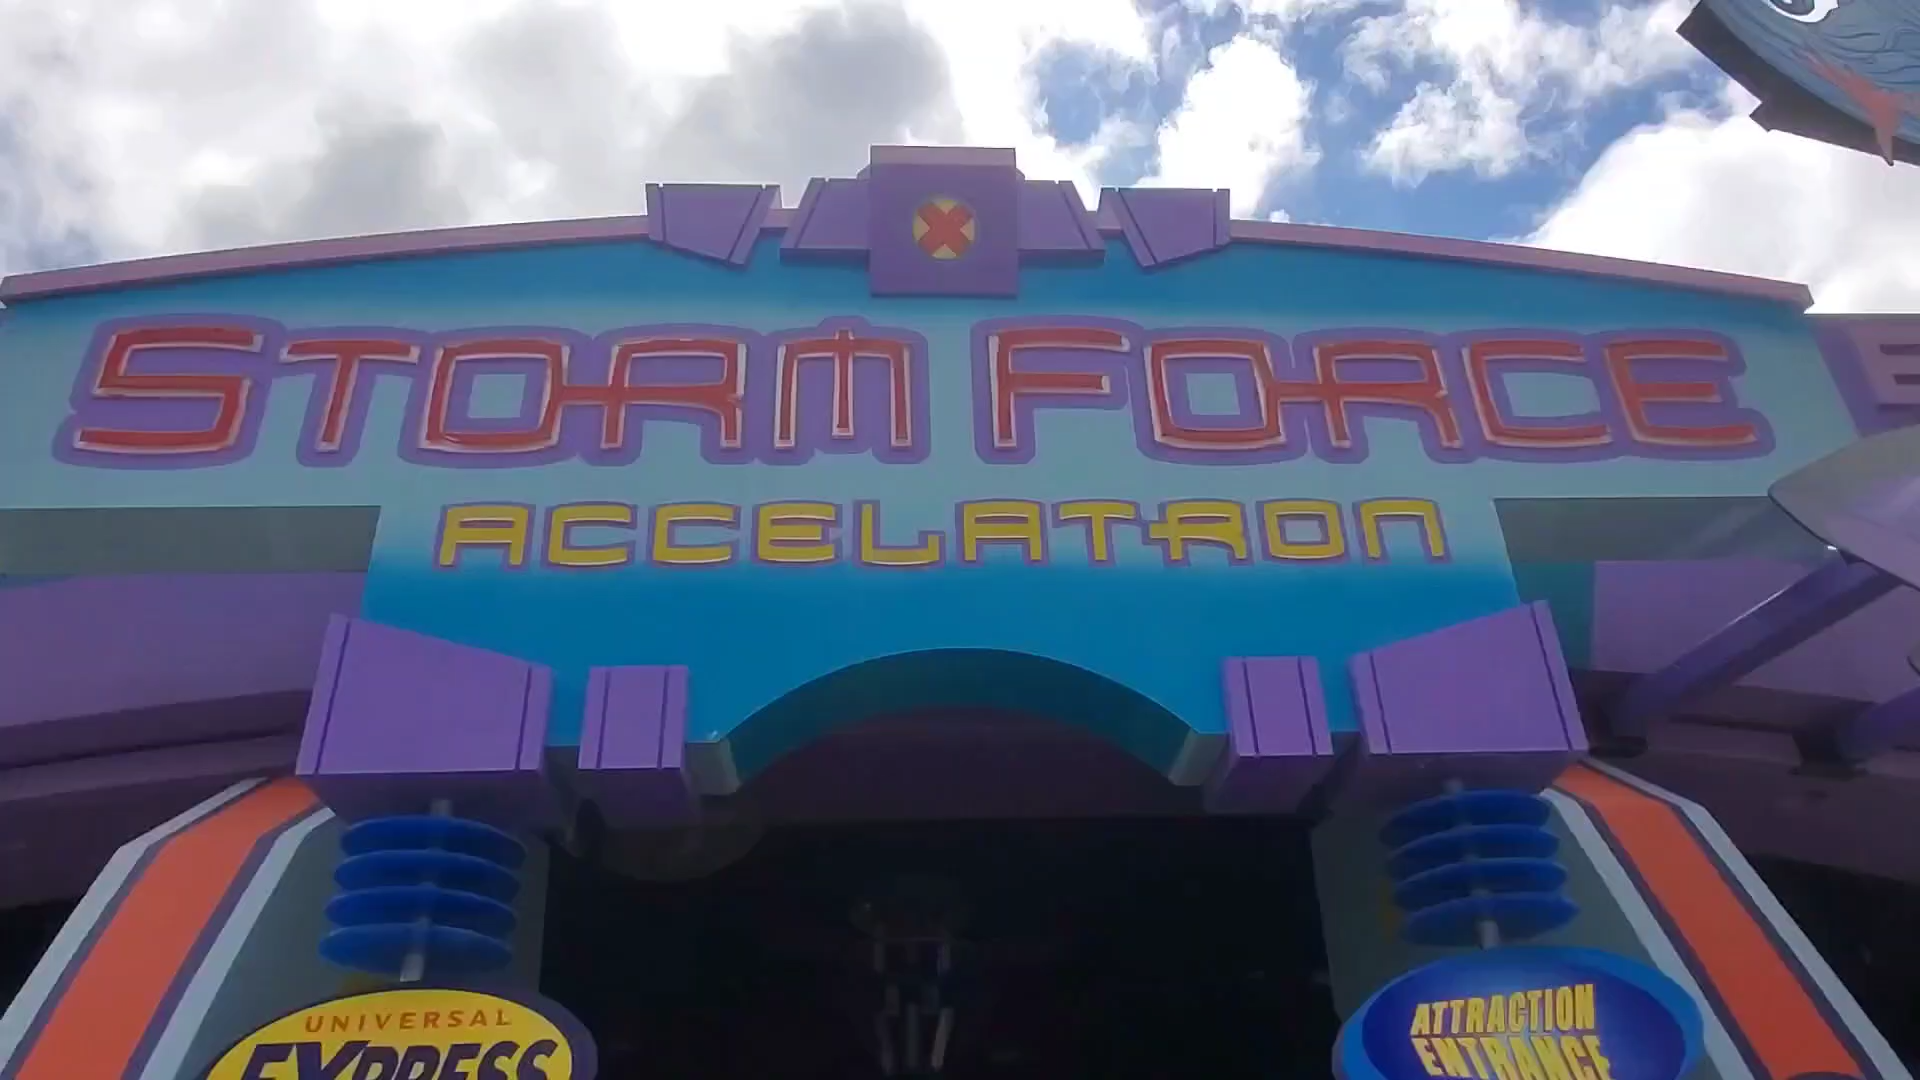 STORM FORCE
ACCELATRON
UNIVERSAL
EXPRESS
ATTRACTION
ENTRANCE